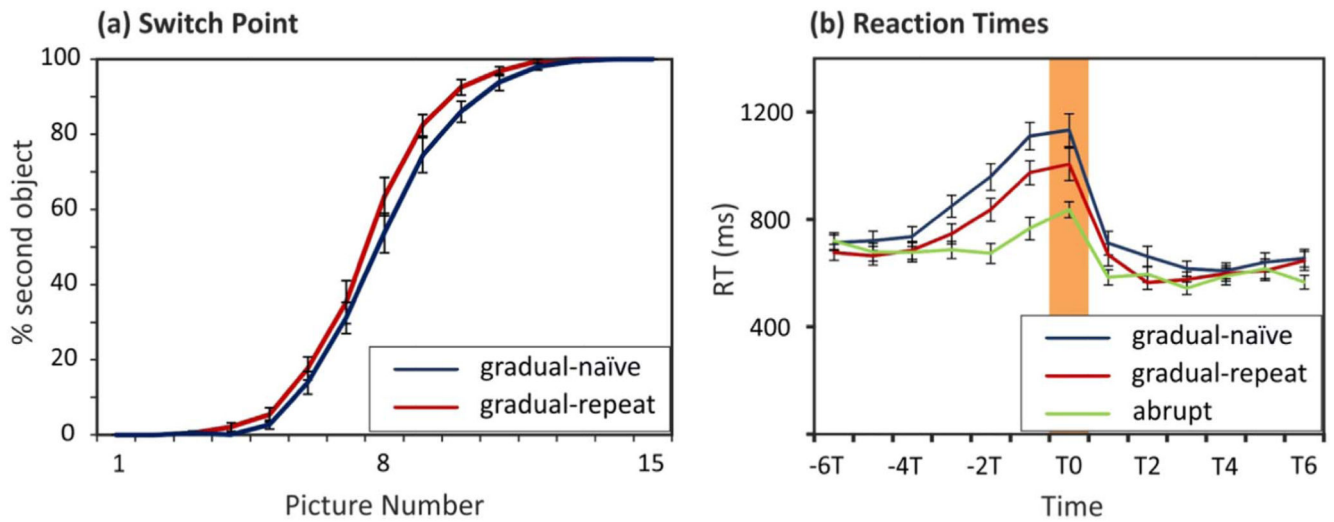 (a) Switch Point
100
80
60
40
20
0
% second object
gradual-naïve
gradual-repeat
1 8 15
Picture Number
(b) Reaction Times
1200
800
400
RT (ms)
gradual-naïve
gradual-repeat
abrupt
-6T -4T -2T T0 T2 T4 T6
Time